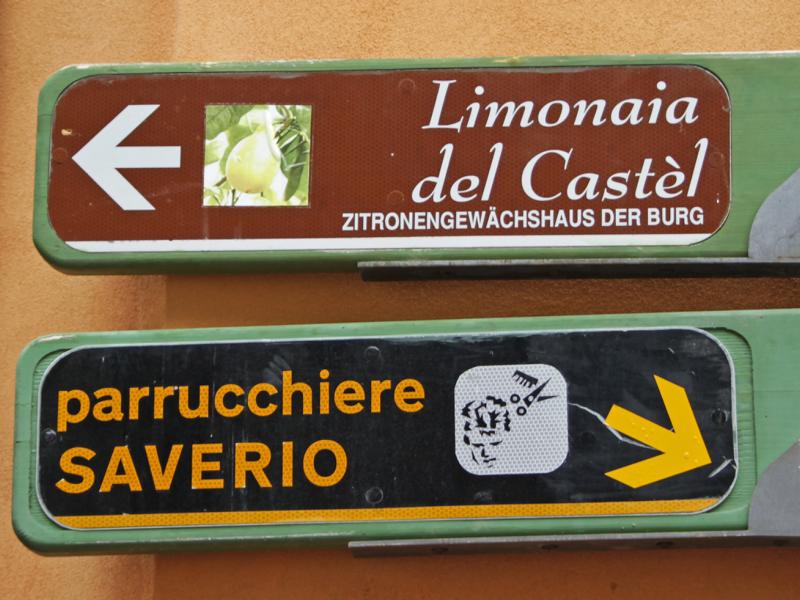 Limonaia
del Castèl
ZITRONENGEWÄCHSHAUS DER BURG
parrucchiere
SAVERIO